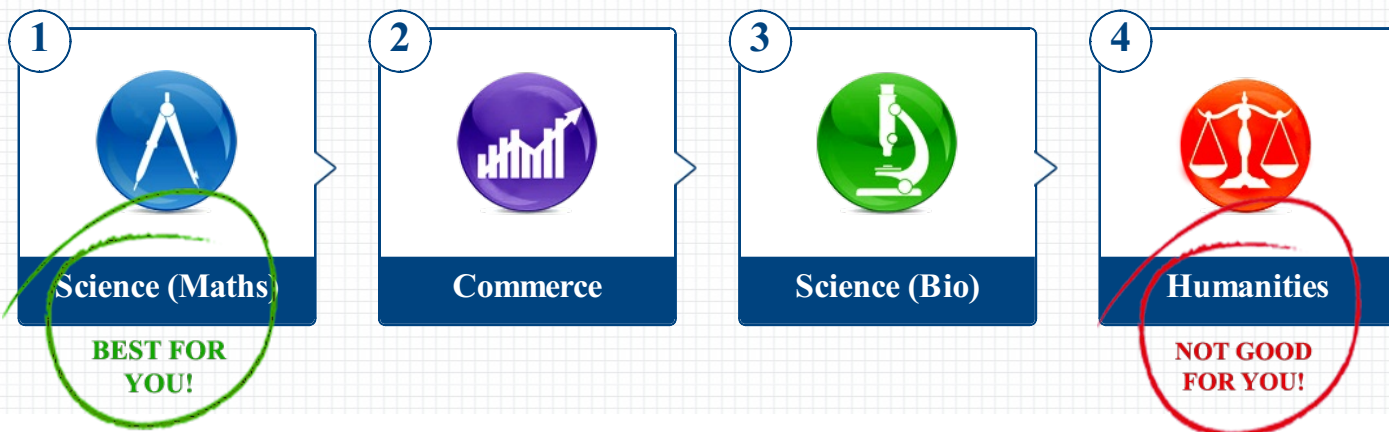 1
2
3
4
Science (Maths)
Commerce
Science (Bio)
Humanities
BEST FOR
YOU!
NOT GOOD
FOR YOU!